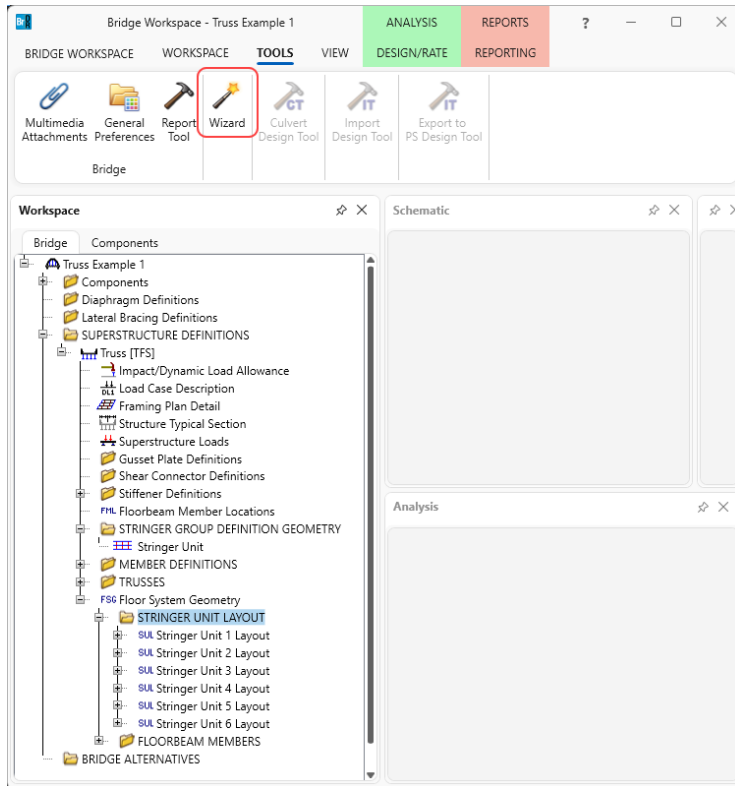 Br R Bridge Workspace - Truss Example 1 ANALYSIS REPORTS ?
BRIDGE WORKSPACE WORKSPACE TOOLS VIEW DESIGN/RATE REPORTING
Multimedia Attachments General Preferences Report Tool Wizard CT Culvert Design Tool IT Import Design Tool IT Export to PS Design Tool
Bridge
Workspace
Schematic
Bridge Components
Truss Example 1
Components
Diaphragm Definitions
Lateral Bracing Definitions
SUPERSTRUCTURE DEFINITIONS
Truss [TFS]
Impact/Dynamic Load Allowance
DL1 Load Case Description
Framing Plan Detail
Structure Typical Section
Superstructure Loads
Gusset Plate Definitions
Shear Connector Definitions
Stiffener Definitions
FML Floorbeam Member Locations
STRINGER GROUP DEFINITION GEOMETRY
Stringer Unit
MEMBER DEFINITIONS
TRUSSES
FSG Floor System Geometry
STRINGER UNIT LAYOUT
SUL Stringer Unit 1 Layout
SUL Stringer Unit 2 Layout
SUL Stringer Unit 3 Layout
SUL Stringer Unit 4 Layout
SUL Stringer Unit 5 Layout
SUL Stringer Unit 6 Layout
FLOORBEAM MEMBERS
BRIDGE ALTERNATIVES
Analysis